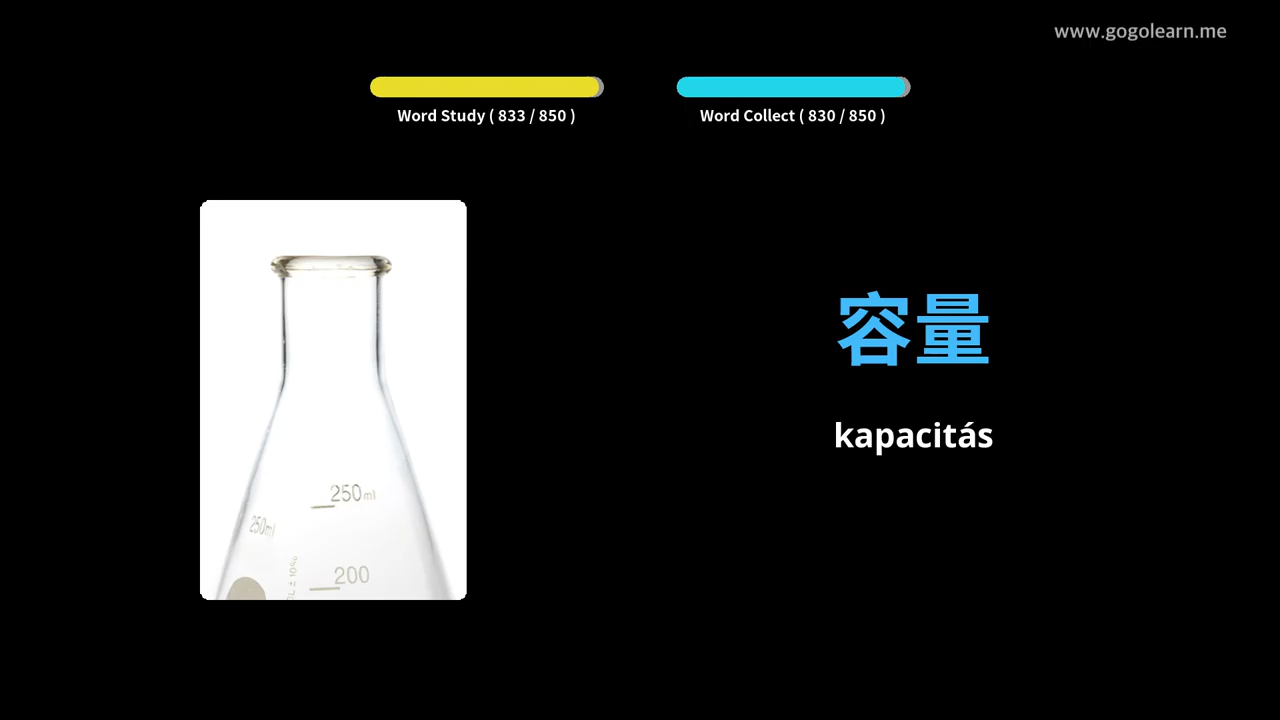 www.gogolearn.me
Word Study ( 833 / 850 )
Word Collect ( 830 / 850 )
容量
kapacitás
250ml
250ml
200